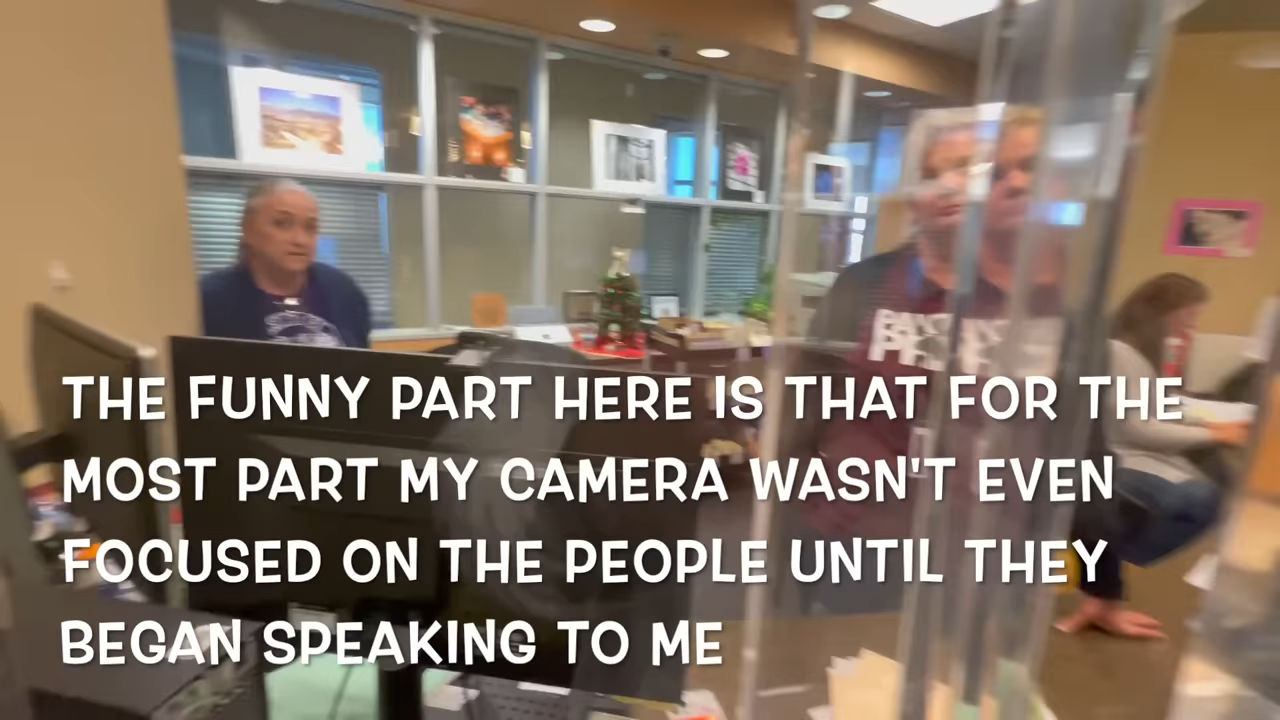 THE FUNNY PART HERE IS THAT FOR THE
MOST PART MY CAMERA WASN'T EVEN
FOCUSED ON THE PEOPLE UNTIL THEY
BEGAN SPEAKING TO ME